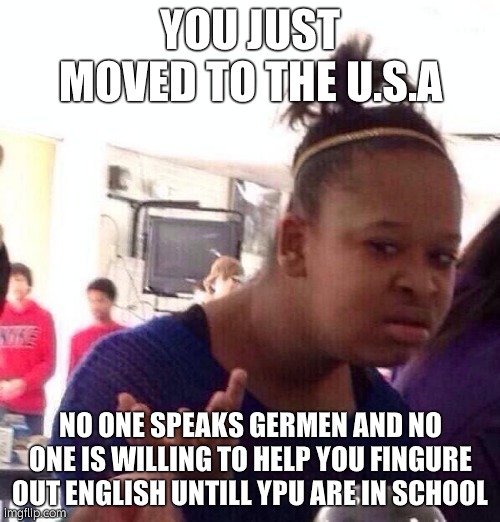 YOU JUST
MOVED TO THE U.S.A
NO ONE SPEAKS GERMEN AND NO
ONE IS WILLING TO HELP YOU FINGURE
OUT ENGLISH UNTILL YPU ARE IN SCHOOL
imgflip.com